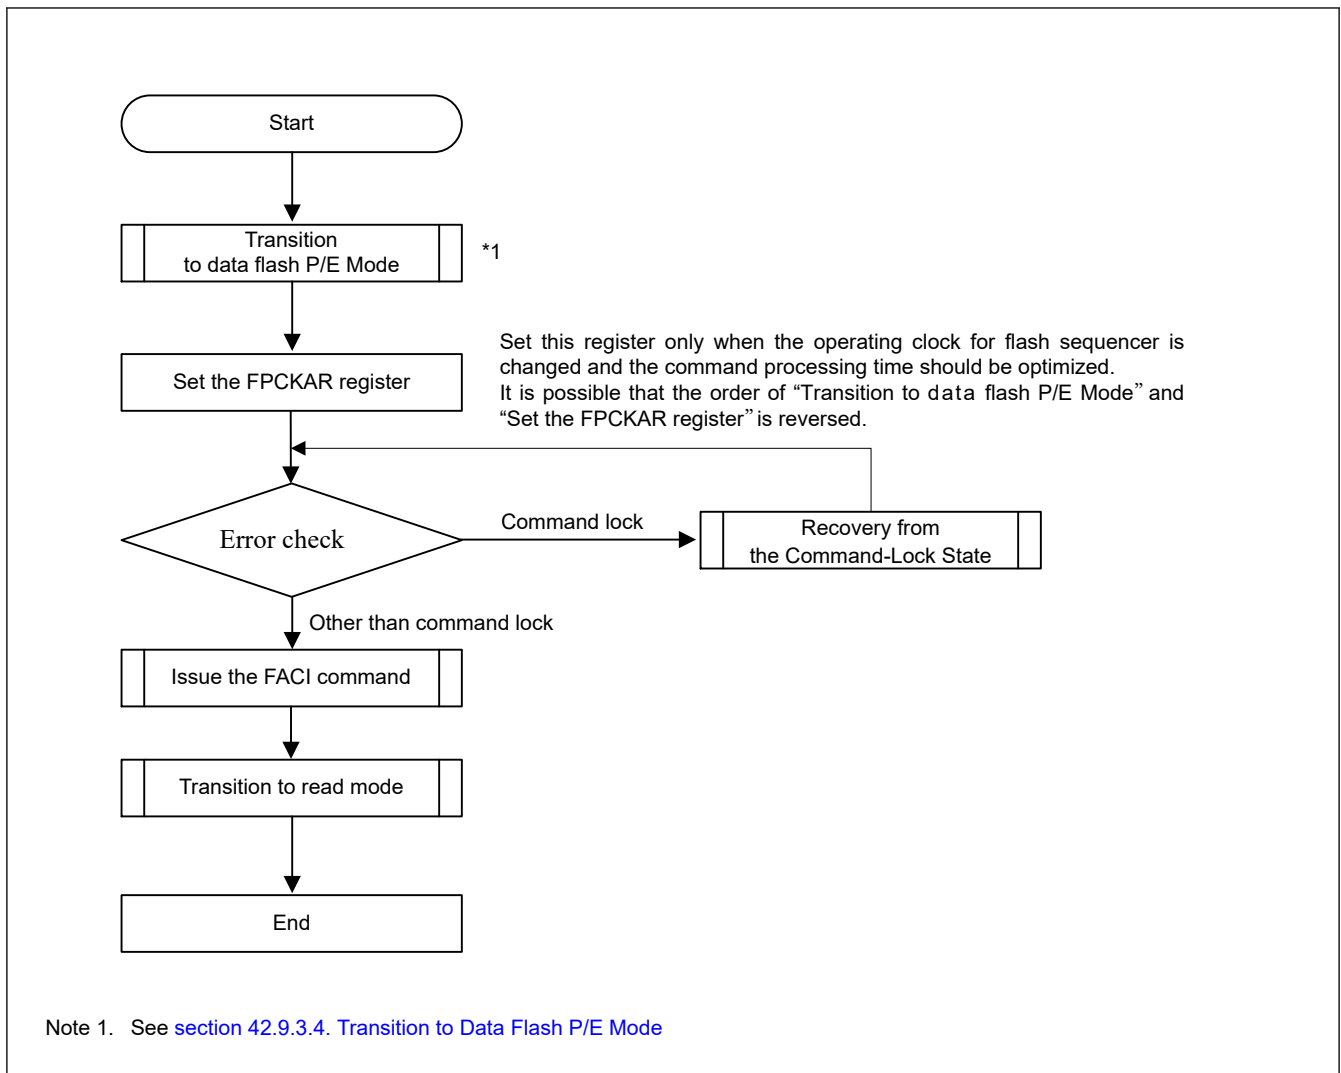 Start
Transition
to data flash P/E Mode
*1
Set the FPCKAR register
Set this register only when the operating clock for flash sequencer is
changed and the command processing time should be optimized.
It is possible that the order of “Transition to data flash P/E Mode” and
“Set the FPCKAR register” is reversed.
Error check
Command lock
Recovery from
the Command-Lock State
Other than command lock
Issue the FACI command
Transition to read mode
End
Note 1. See section 42.9.3.4. Transition to Data Flash P/E Mode